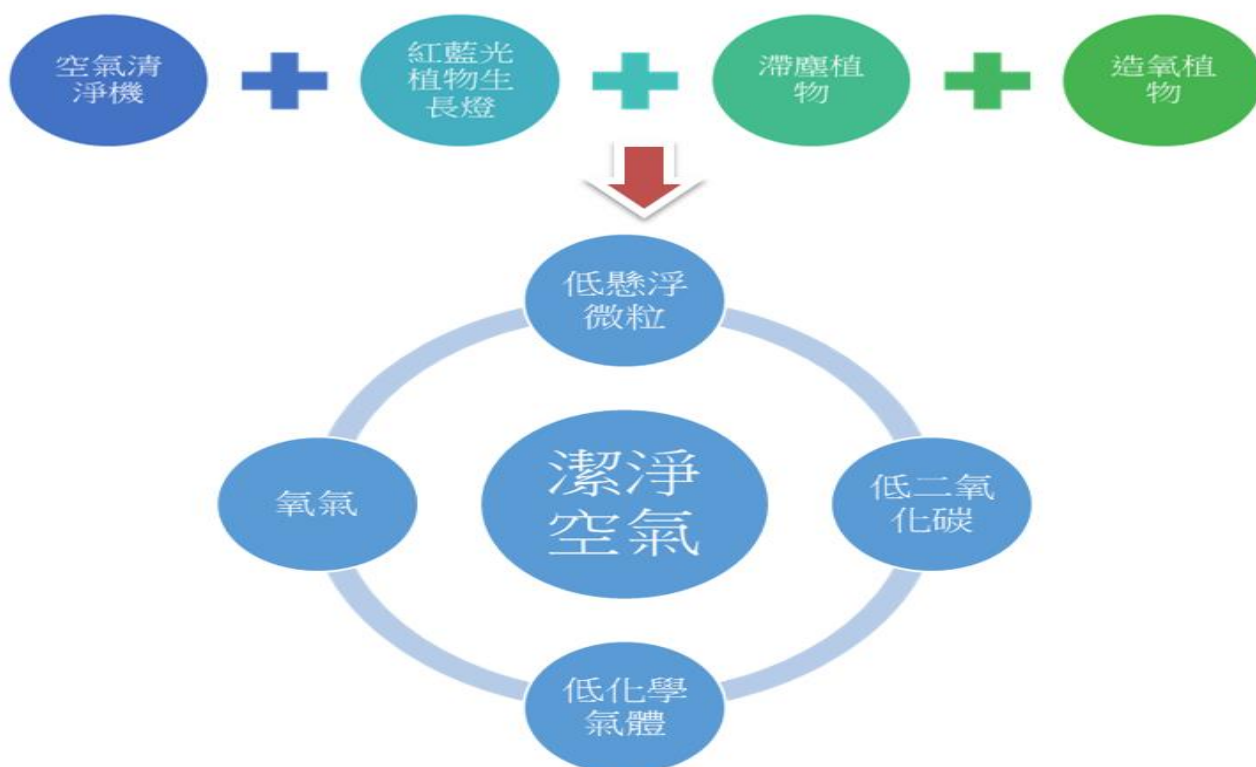 空氣清
淨機
紅藍光
植物生
長燈
滯塵植
物
造氧植
物
低懸浮
微粒
氧氣
潔淨
空氣
低二氧
化碳
低化學
氣體